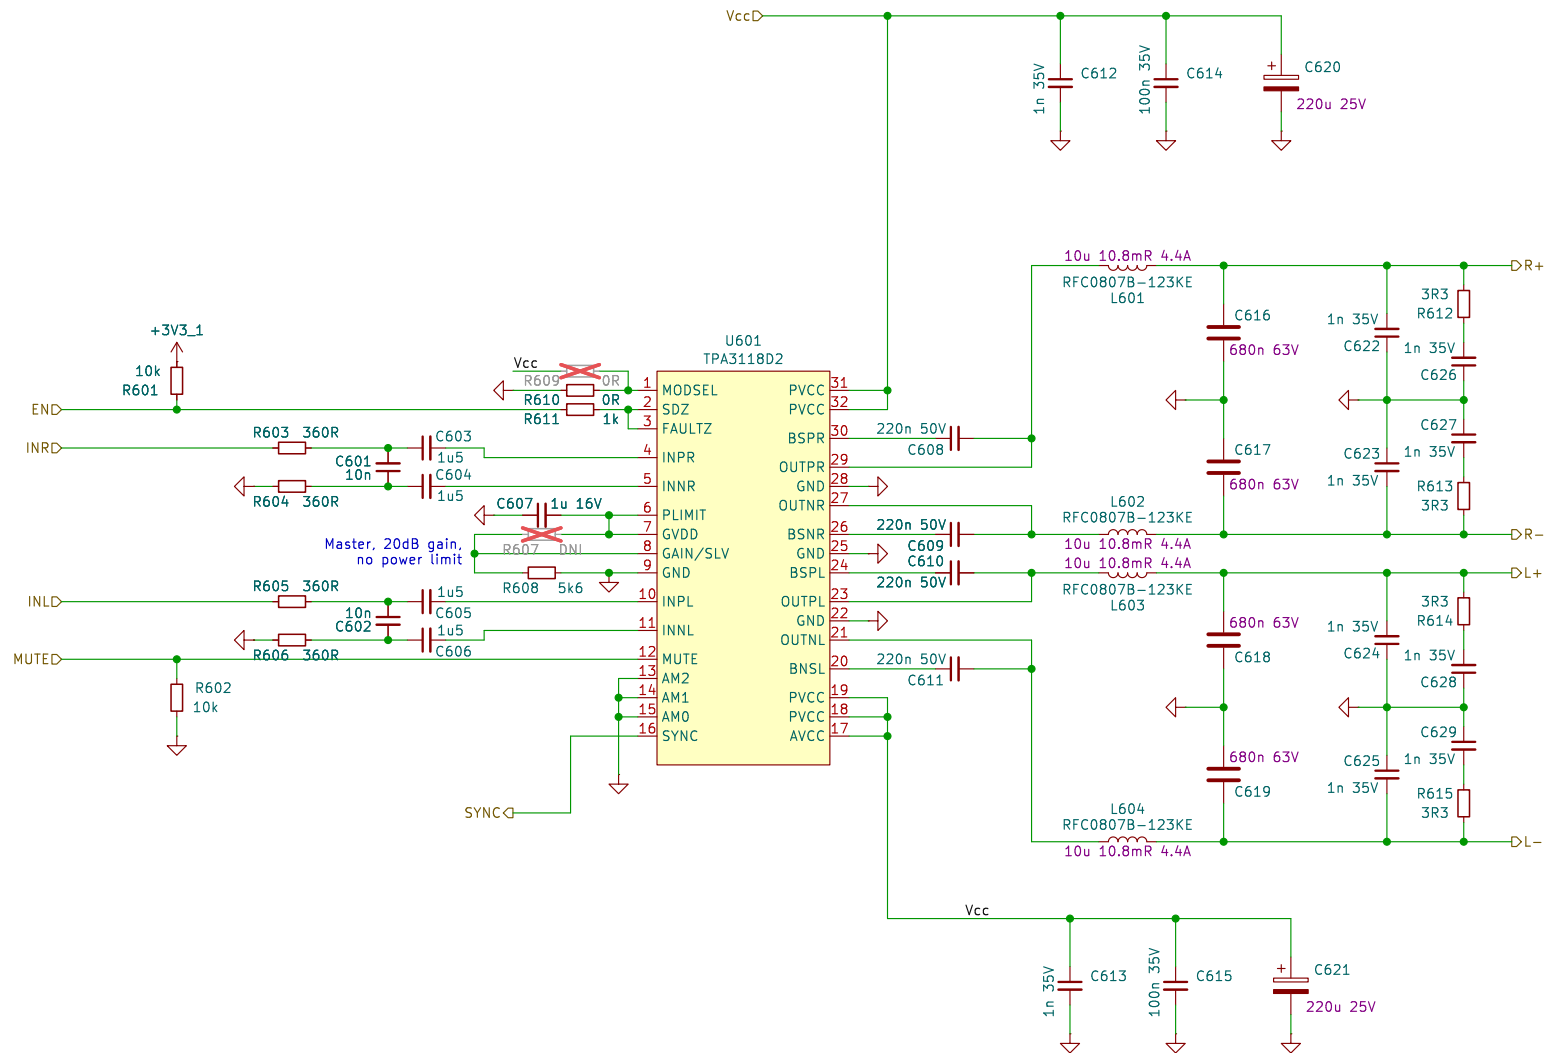 Vcc
1n 35V
C612
100n 35V
C614
+
C620
220u 25V
10u 10.8mR 4.4A
RFC0807B-123KE
L601
R+
C616
680n 63V
1n 35V
C622
3R3
R612
1n 35V
C626
C617
680n 63V
C623
1n 35V
C627
1n 35V
R613
3R3
L602
RFC0807B-123KE
10u 10.8mR 4.4A
R-
+3V3_1
10k
R601
EN
INR
R603 360R
C601
10n
R604 360R
C603
1u5
C604
1u5
Vcc
R609 0R
R610 0R
R611 1k
C607 1u 16V
R607 DNL
R608 5k6
Master, 20dB gain,
no power limit
INL
R605 360R
10n
C602
R606 360R
1u5
C605
1u5
C606
MUTE
R602
10k
SYNC
U601
TPA3118D2
1 MODSEL
2 SDZ
3 FAULTZ
4 INPR
5 INNR
6 PLIMIT
7 GVDD
8 GAIN/SLV
9 GND
10 INPL
11 INNL
12 MUTE
13 AM2
14 AM1
15 AM0
16 SYNC
PVCC 31
PVCC 32
BSPR 30
OUTPR 29
GND 28
OUTNR 27
BSNR 26
GND 25
BSPL 24
OUTPL 23
GND 22
OUTNL 21
BNSL 20
PVCC 19
PVCC 18
AVCC 17
220n 50V
C608
220n 50V
C609
C610
220n 50V
220n 50V
C611
10u 10.8mR 4.4A
RFC0807B-123KE
L603
L+
680n 63V
C618
1n 35V
C624
3R3
R614
1n 35V
C628
680n 63V
C619
C625
1n 35V
C629
1n 35V
R615
3R3
L604
RFC0807B-123KE
10u 10.8mR 4.4A
L-
Vcc
1n 35V
C613
100n 35V
C615
+
C621
220u 25V